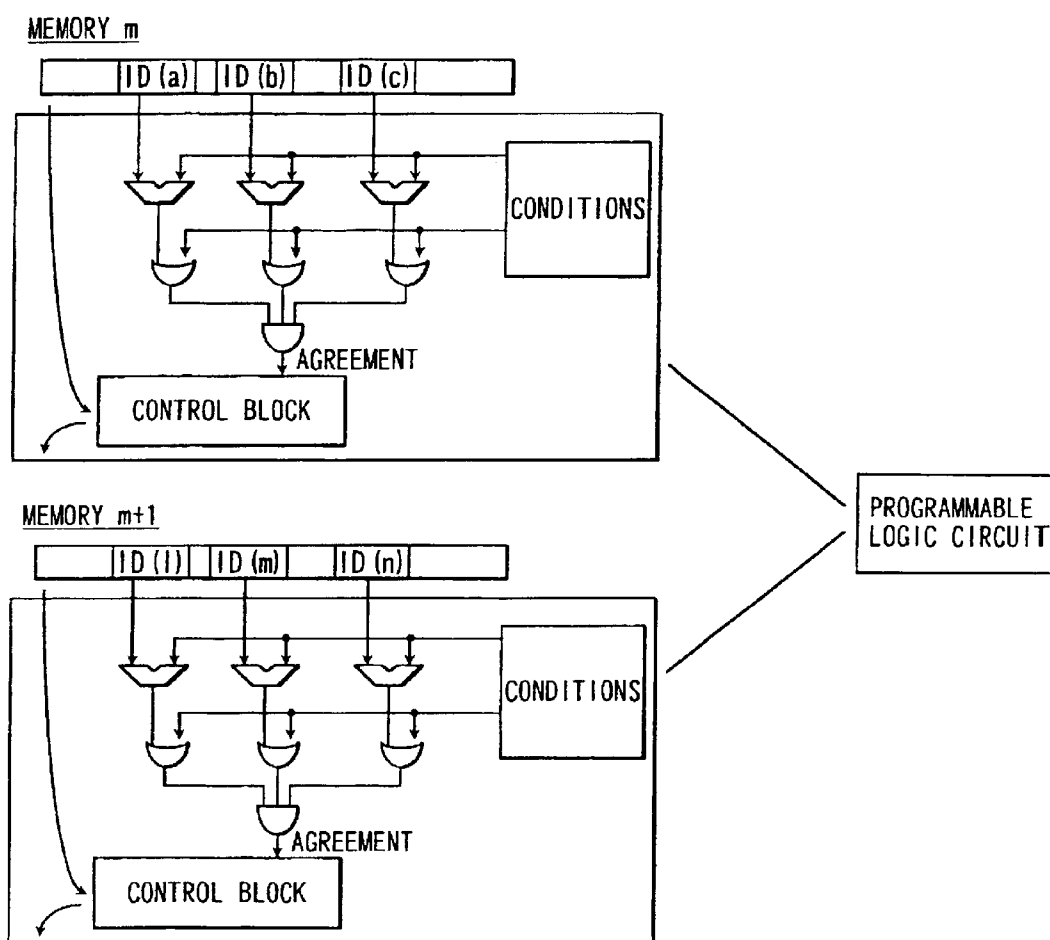 MEMORY m
ID(a) ID(b) ID(c)
CONDITIONS
AGREEMENT
CONTROL BLOCK
MEMORY m+1
ID(l) ID(m) ID(n)
CONDITIONS
AGREEMENT
CONTROL BLOCK
PROGRAMMABLE
LOGIC CIRCUIT